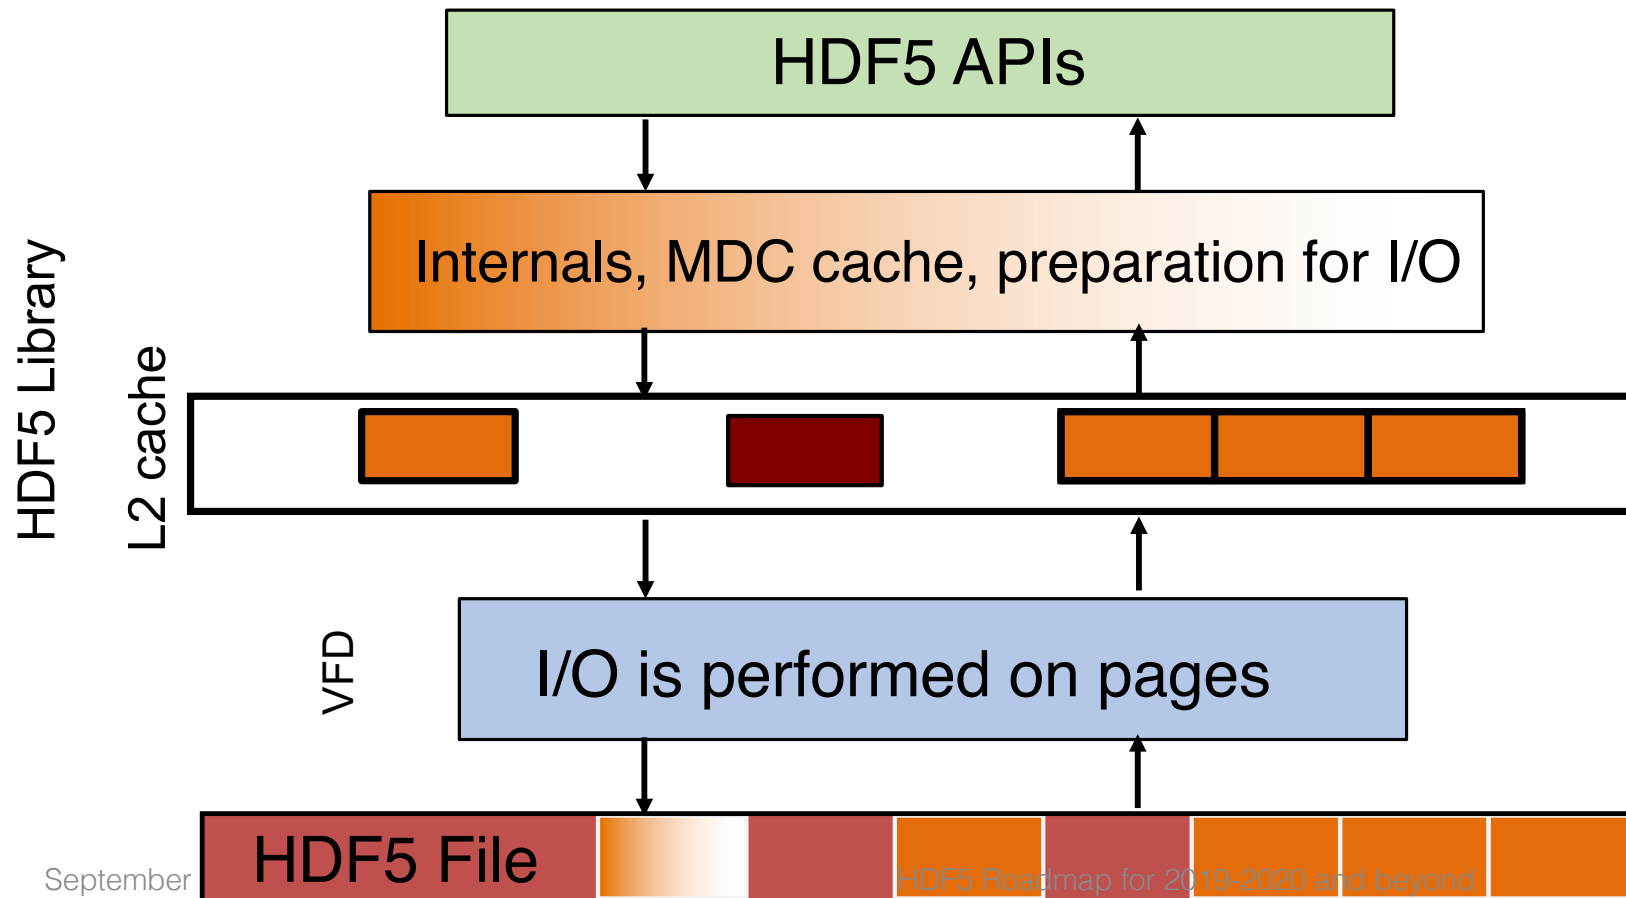 HDF5 APIs
Internals, MDC cache, preparation for I/O
HDF5 Library
L2 cache
VFD
I/O is performed on pages
HDF5 File
September
HDF5 Roadmap for 2019-2020 and beyond